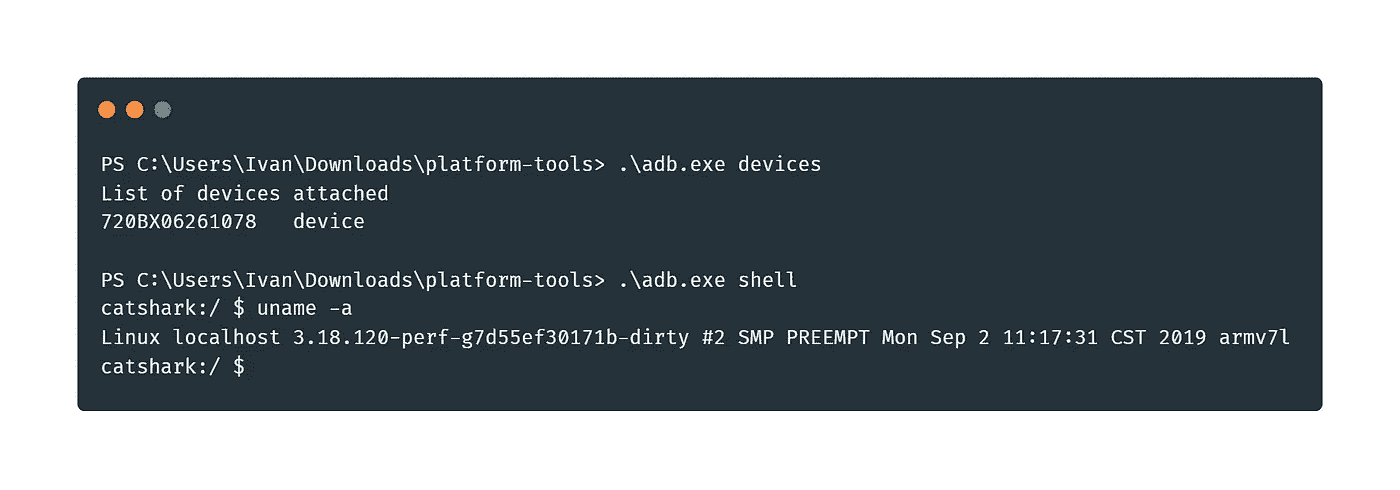 PS C:\Users\Ivan\Downloads\platform-tools> .\adb.exe devices
List of devices attached
720BX06261078   device
PS C:\Users\Ivan\Downloads\platform-tools> .\adb.exe shell
catshark:/ $ uname -a
Linux localhost 3.18.120-perf-g7d55ef30171b-dirty #2 SMP PREEMPT Mon Sep 2 11:17:31 CST 2019 armv7l
catshark:/ $